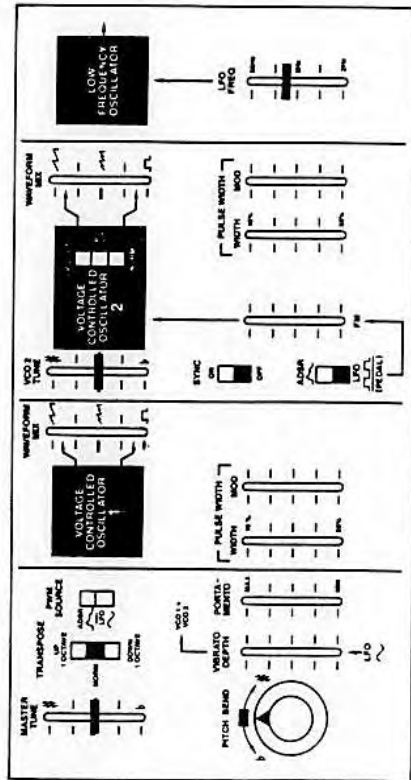 MASTER
TUNE
TRANSPOSE
UP
1 OCTAVE
NORM
DOWN
1 OCTAVE
PWM
SOURCE
ADSR
LFO
PITCH BEND
VIBRATO
DEPTH
LFO
VCO 1 +
VCO 2
PORTA-
MENTO
VOLTAGE
CONTROLLED
OSCILLATOR
1
WAVEFORM
MIX
PULSE WIDTH
WIDTH
MOD
50%
VCO 2
TUNE
VOLTAGE
CONTROLLED
OSCILLATOR
2
WAVEFORM
MIX
SYNC
ON
OFF
ADSR
LFO
(PEDAL)
FM
PULSE WIDTH
WIDTH
MOD
10%
50%
LOW
FREQUENCY
OSCILLATOR
LFO
FREQ